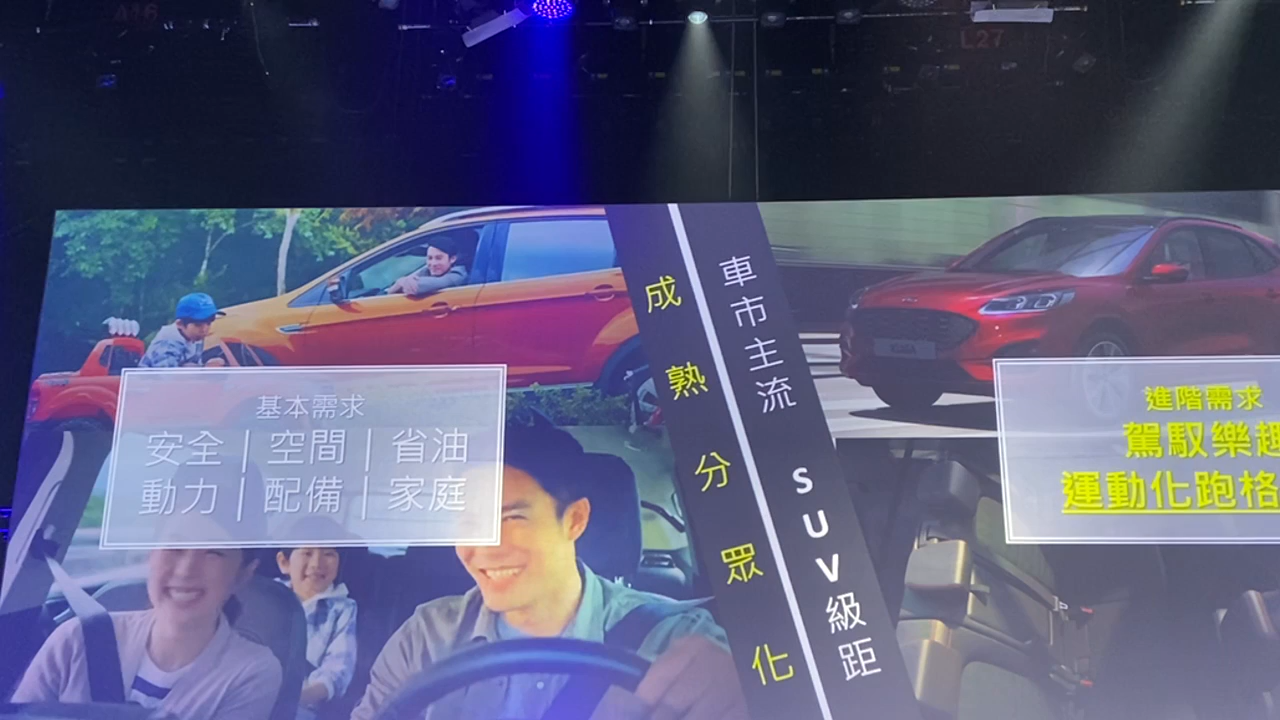 A16
L27
基本需求
安全 | 空間 | 省油
動力 | 配備 | 家庭
成熟分眾化
車市主流 SUV級距
進階需求
駕馭樂趣
運動化跑格